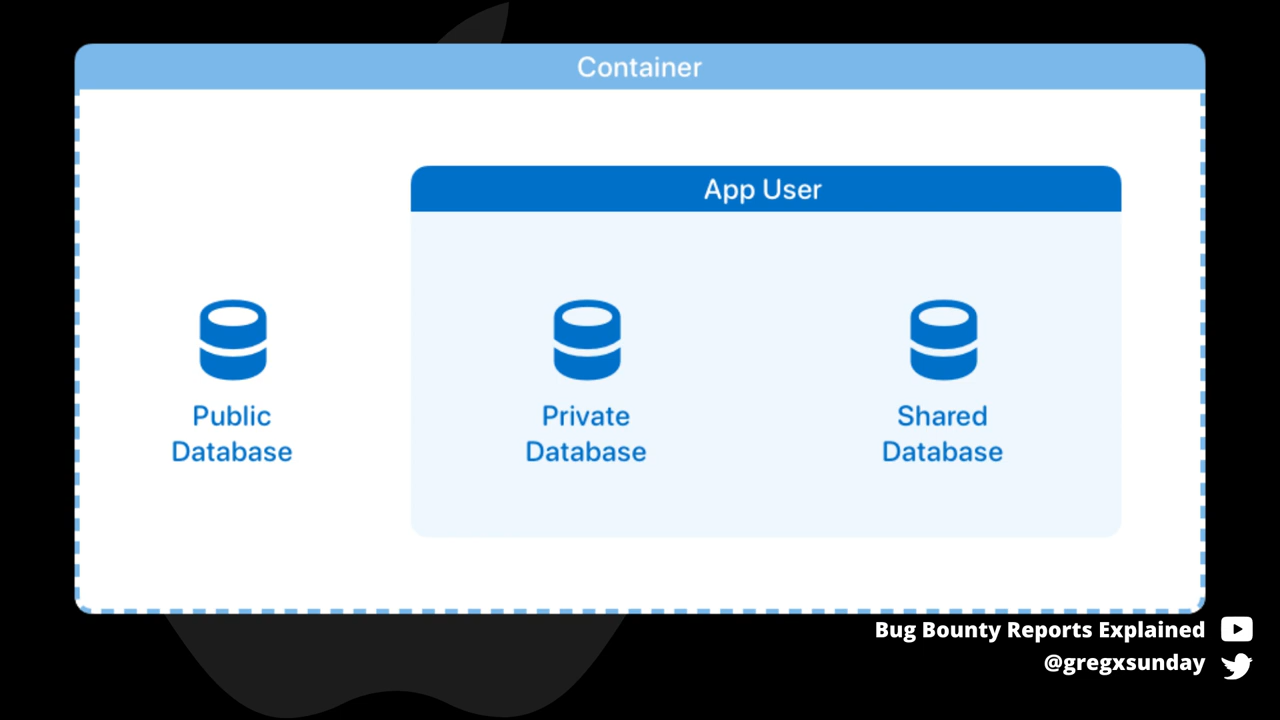 Container
App User
Public
Database
Private
Database
Shared
Database
Bug Bounty Reports Explained
@gregxsunday